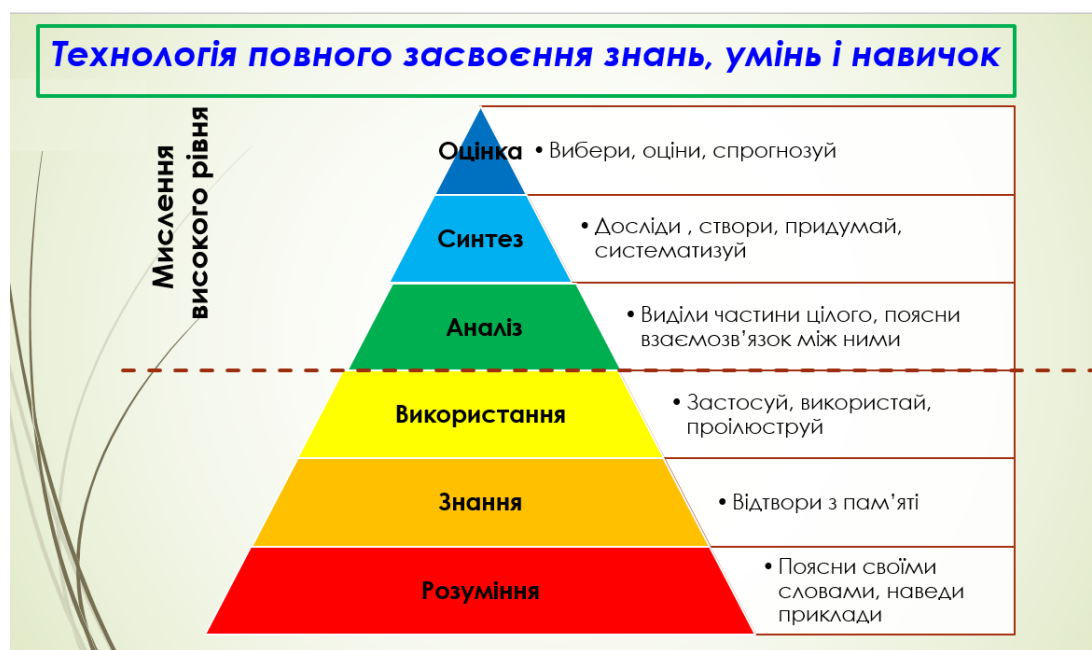 Технологія повного засвоєння знань, умінь і навичок
Мислення
високого рівня
Оцінка
• Вибери, оціни, спрогнозуй
Синтез
• Досліди , створи, придумай,
систематизуй
Аналіз
• Виділи частини цілого, поясни
взаємозв’язок між ними
Використання
• Застосуй, використай,
проілюструй
Знання
• Відтвори з пам’яті
Розуміння
• Поясни своїми
словами, наведи
приклади